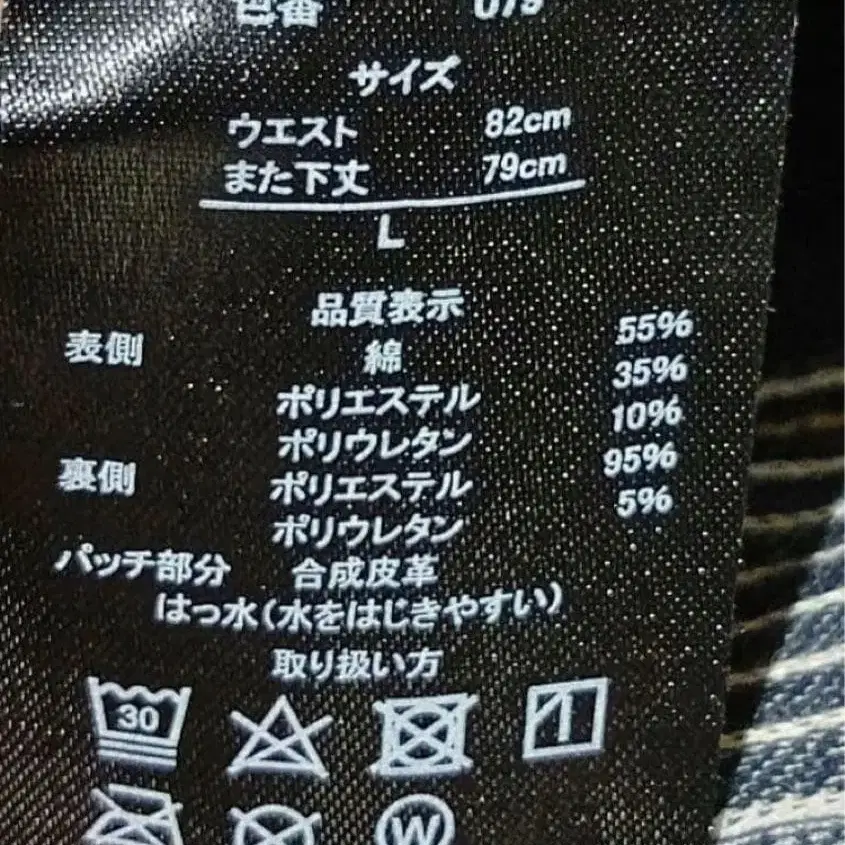 色番 079
サイズ
ウエスト 82cm
また下丈 79cm
L
品質表示
表側 綿 55%
ポリエステル 35%
ポリウレタン 10%
裏側 ポリエステル 95%
ポリウレタン 5%
パッチ部分 合成皮革
はっ水(水をはじきやすい)
取り扱い方
30
W